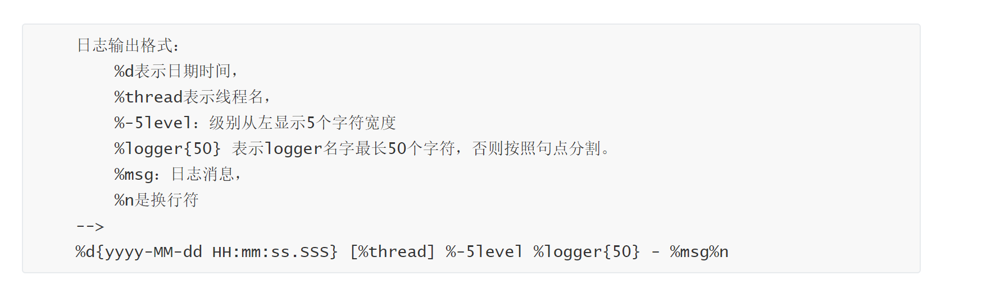 日志输出格式：
%d表示日期时间，
%thread表示线程名，
%-5level：级别从左显示5个字符宽度
%logger{50} 表示logger名字最长50个字符，否则按照句点分割。
%msg：日志消息，
%n是换行符
-->
%d{yyyy-MM-dd HH:mm:ss.SSS} [%thread] %-5level %logger{50} - %msg%n